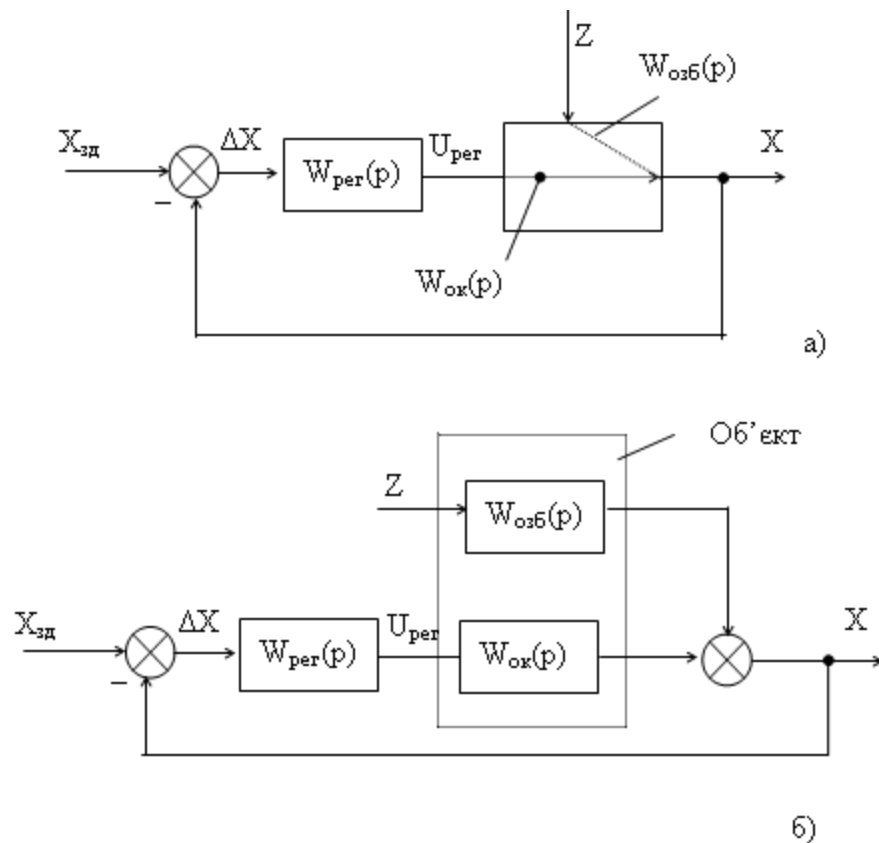 Z
Wозб(p)
Xзд
ΔX
Uрег
X
Wрег(p)
−
Wок(p)
а)
Об’єкт
Z
Wозб(p)
Xзд
ΔX
Uрег
X
Wрег(p)
Wок(p)
−
б)